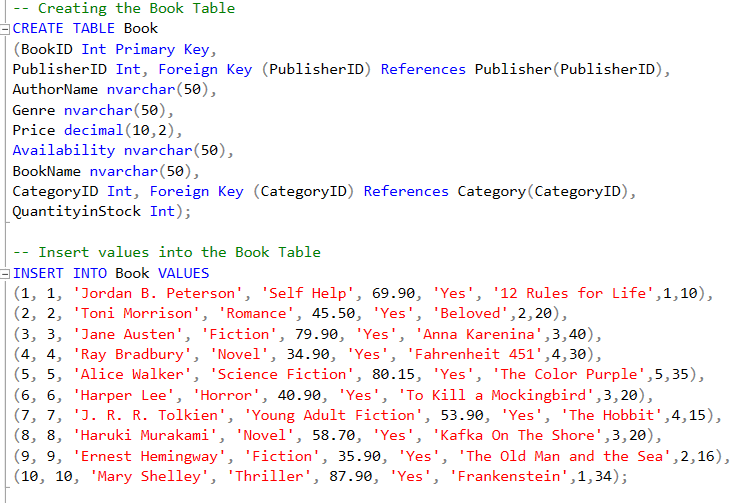 -- Creating the Book Table
CREATE TABLE Book
(BookID Int Primary Key,
PublisherID Int, Foreign Key (PublisherID) References Publisher(PublisherID),
AuthorName nvarchar(50),
Genre nvarchar(50),
Price decimal(10,2),
Availability nvarchar(50),
BookName nvarchar(50),
CategoryID Int, Foreign Key (CategoryID) References Category(CategoryID),
QuantityinStock Int);
-- Insert values into the Book Table
INSERT INTO Book VALUES
(1, 1, 'Jordan B. Peterson', 'Self Help', 69.90, 'Yes', '12 Rules for Life',1,10),
(2, 2, 'Toni Morrison', 'Romance', 45.50, 'Yes', 'Beloved',2,20),
(3, 3, 'Jane Austen', 'Fiction', 79.90, 'Yes', 'Anna Karenina',3,40),
(4, 4, 'Ray Bradbury', 'Novel', 34.90, 'Yes', 'Fahrenheit 451',4,30),
(5, 5, 'Alice Walker', 'Science Fiction', 80.15, 'Yes', 'The Color Purple',5,35),
(6, 6, 'Harper Lee', 'Horror', 40.90, 'Yes', 'To Kill a Mockingbird',3,20),
(7, 7, 'J. R. R. Tolkien', 'Young Adult Fiction', 53.90, 'Yes', 'The Hobbit',4,15),
(8, 8, 'Haruki Murakami', 'Novel', 58.70, 'Yes', 'Kafka On The Shore',3,20),
(9, 9, 'Ernest Hemingway', 'Fiction', 35.90, 'Yes', 'The Old Man and the Sea',2,16),
(10, 10, 'Mary Shelley', 'Thriller', 87.90, 'Yes', 'Frankenstein',1,34);